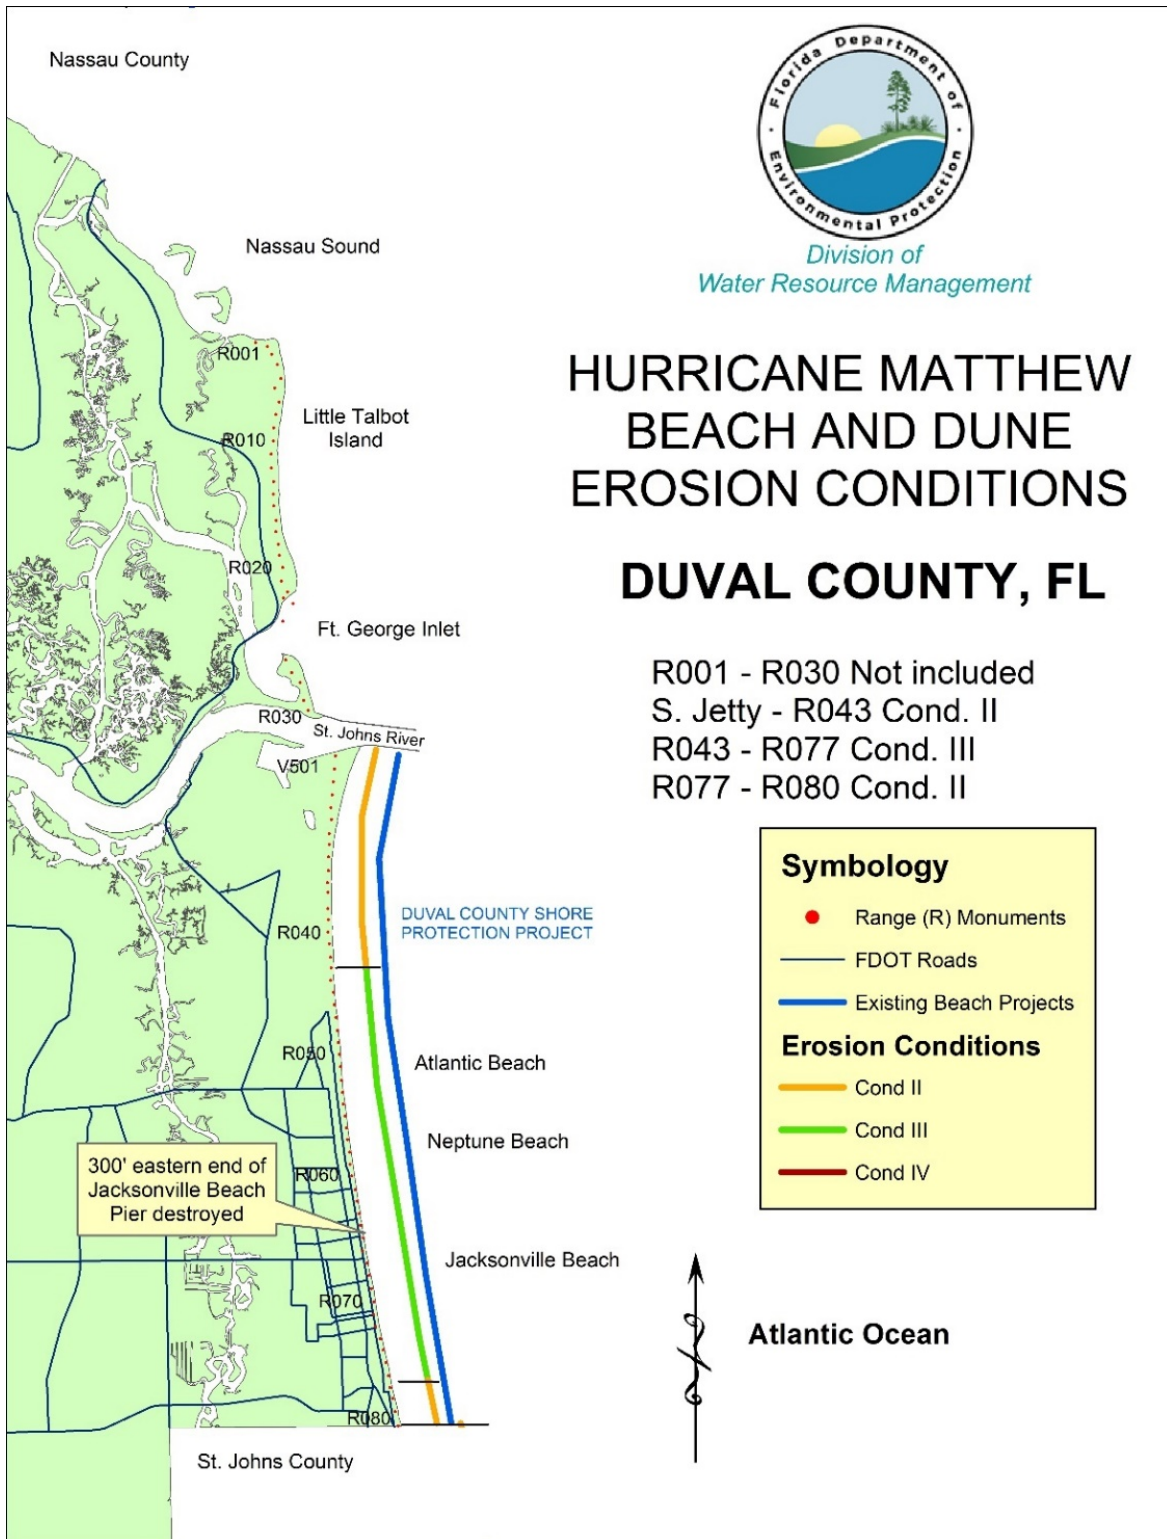 Nassau County
Florida Department of
Environmental Protection
Division of
Water Resource Management
Nassau Sound
HURRICANE MATTHEW
BEACH AND DUNE
EROSION CONDITIONS
DUVAL COUNTY, FL
R001 - R030 Not included
S. Jetty - R043 Cond. II
R043 - R077 Cond. III
R077 - R080 Cond. II
R001
Little Talbot
Island
R010
R020
Ft. George Inlet
R030
St. Johns River
V501
DUVAL COUNTY SHORE
PROTECTION PROJECT
R040
R050
Atlantic Beach
Neptune Beach
300' eastern end of
Jacksonville Beach
Pier destroyed
R060
Jacksonville Beach
R070
R080
St. Johns County
Symbology
Range (R) Monuments
FDOT Roads
Existing Beach Projects
Erosion Conditions
Cond II
Cond III
Cond IV
Atlantic Ocean